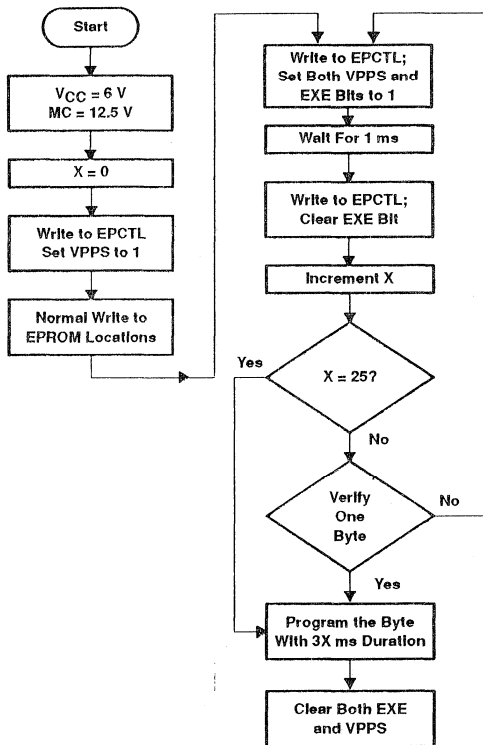 Start
VCC = 6 V
MC = 12.5 V
X = 0
Write to EPCTL
Set VPPS to 1
Normal Write to
EPROM Locations
Write to EPCTL;
Set Both VPPS and
EXE Bits to 1
Wait For 1 ms
Write to EPCTL;
Clear EXE Bit
Increment X
Yes
X = 25?
No
Verify
One
Byte
No
Yes
Program the Byte
With 3X ms Duration
Clear Both EXE
and VPPS